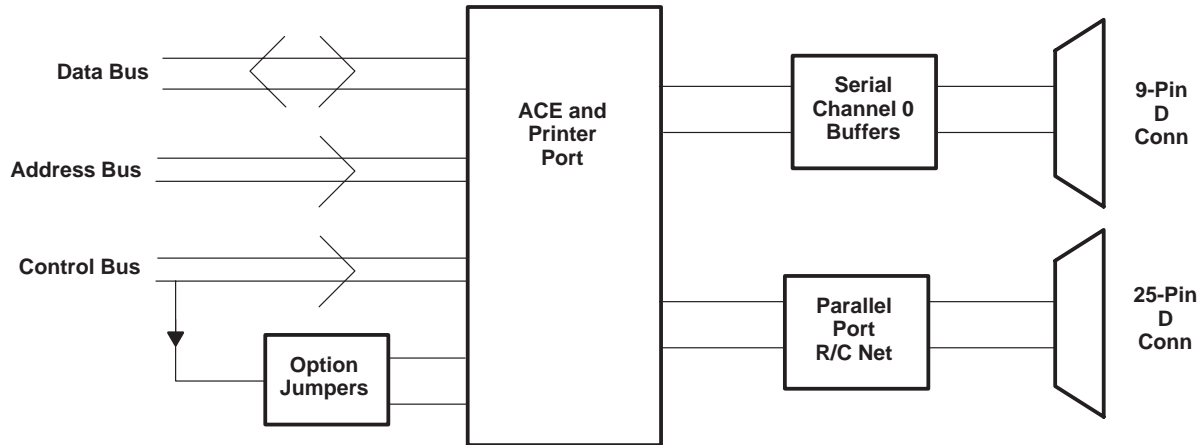 Data Bus
Address Bus
Control Bus
Option
Jumpers
ACE and
Printer
Port
Serial
Channel 0
Buffers
9-Pin
D
Conn
Parallel
Port
R/C Net
25-Pin
D
Conn